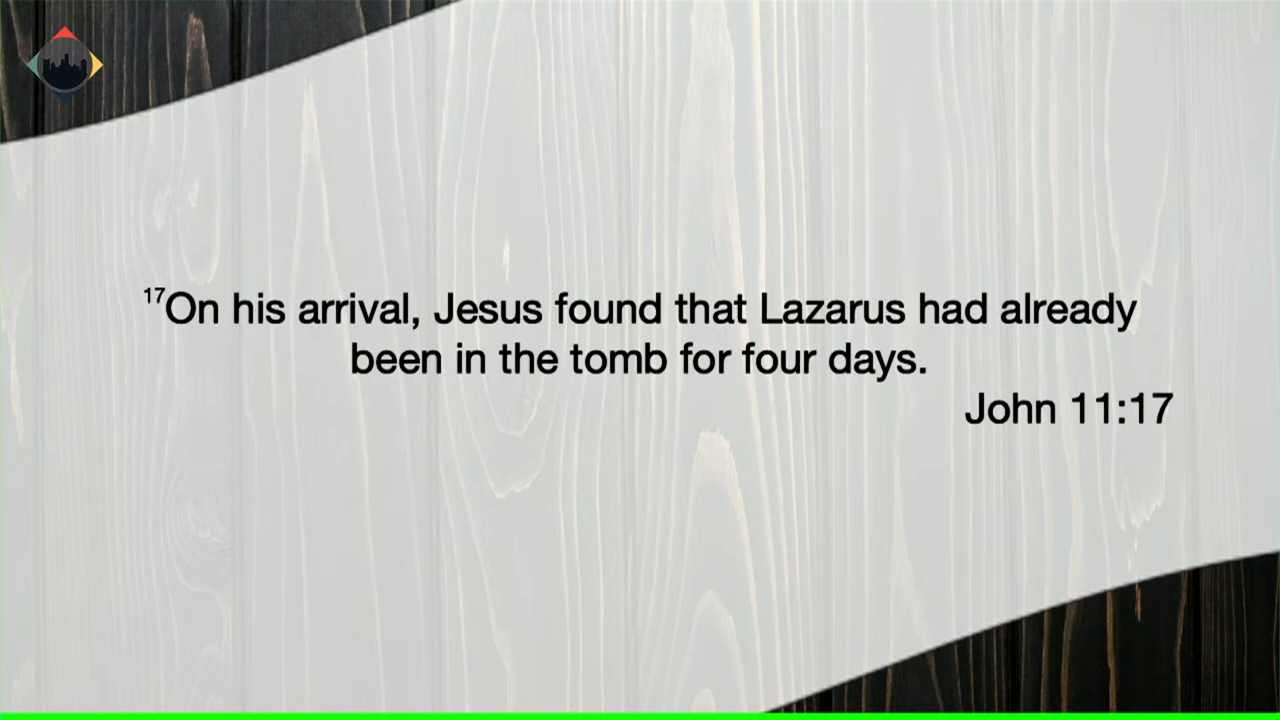 ¹⁷On his arrival, Jesus found that Lazarus had already
been in the tomb for four days.
John 11:17